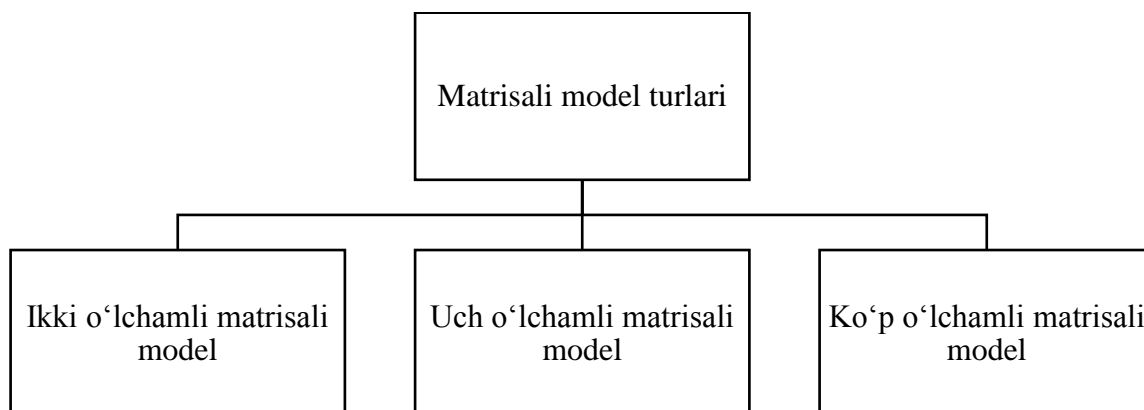 Matrisali model turlari
Ikki o‘lchamli matrisali
model
Uch o‘lchamli matrisali
model
Ko‘p o‘lchamli matrisali
model